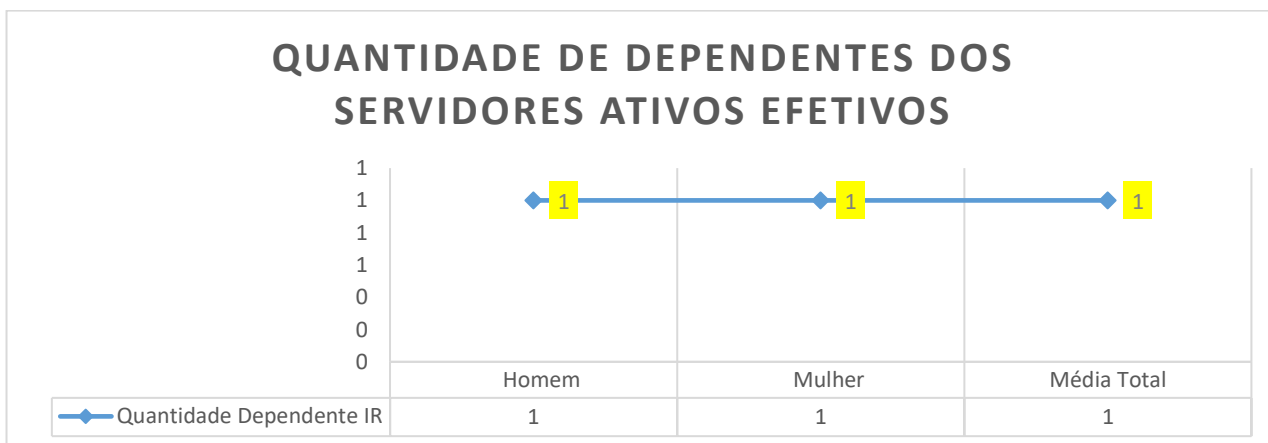 QUANTIDADE DE DEPENDENTES DOS
SERVIDORES ATIVOS EFETIVOS
1
1
1
1
0
0
0
1
1
1
Homem
Mulher
Média Total
Quantidade Dependente IR
1
1
1